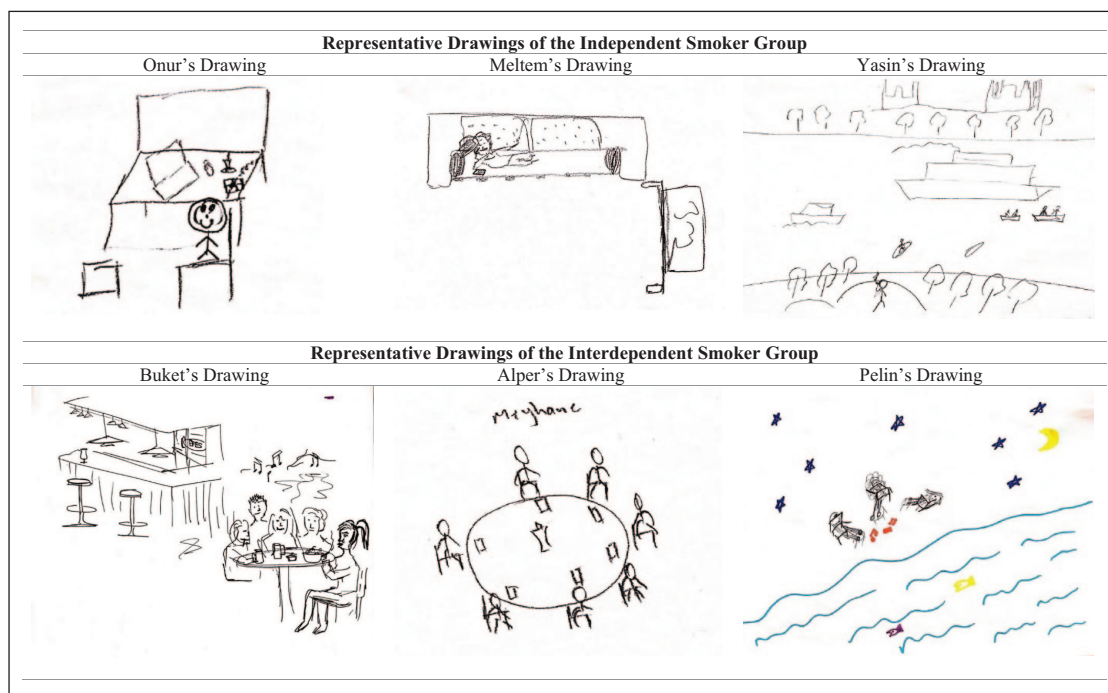 Representative Drawings of the Independent Smoker Group
Onur's Drawing
Meltem's Drawing
Yasin's Drawing
Representative Drawings of the Interdependent Smoker Group
Buket's Drawing
Alper's Drawing
Pelin's Drawing
Meyhane